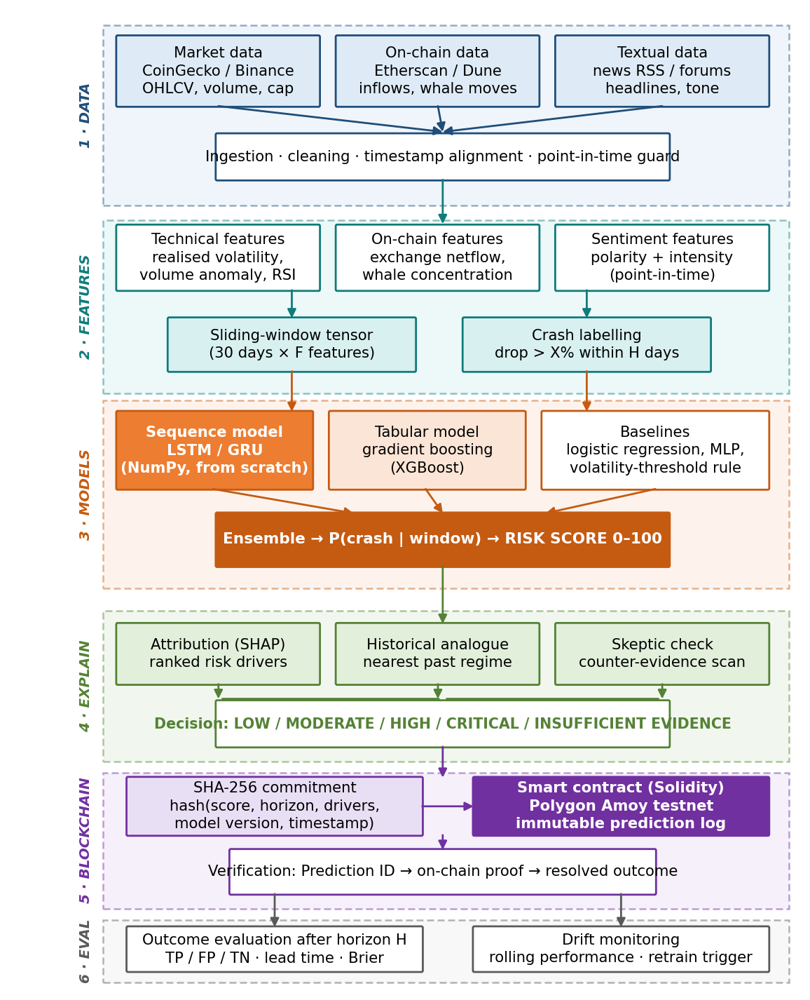 1 · DATA
Market data
CoinGecko / Binance
OHLCV, volume, cap
On-chain data
Etherscan / Dune
inflows, whale moves
Textual data
news RSS / forums
headlines, tone
Ingestion · cleaning · timestamp alignment · point-in-time guard
2 · FEATURES
Technical features
realised volatility,
volume anomaly, RSI
On-chain features
exchange netflow,
whale concentration
Sentiment features
polarity + intensity
(point-in-time)
Sliding-window tensor
(30 days × F features)
Crash labelling
drop > X% within H days
3 · MODELS
Sequence model
LSTM / GRU
(NumPy, from scratch)
Tabular model
gradient boosting
(XGBoost)
Baselines
logistic regression, MLP,
volatility-threshold rule
Ensemble → P(crash | window) → RISK SCORE 0–100
4 · EXPLAIN
Attribution (SHAP)
ranked risk drivers
Historical analogue
nearest past regime
Skeptic check
counter-evidence scan
Decision: LOW / MODERATE / HIGH / CRITICAL / INSUFFICIENT EVIDENCE
5 · BLOCKCHAIN
SHA-256 commitment
hash(score, horizon, drivers,
model version, timestamp)
Smart contract (Solidity)
Polygon Amoy testnet
immutable prediction log
Verification: Prediction ID → on-chain proof → resolved outcome
6 · EVAL
Outcome evaluation after horizon H
TP / FP / TN · lead time · Brier
Drift monitoring
rolling performance · retrain trigger